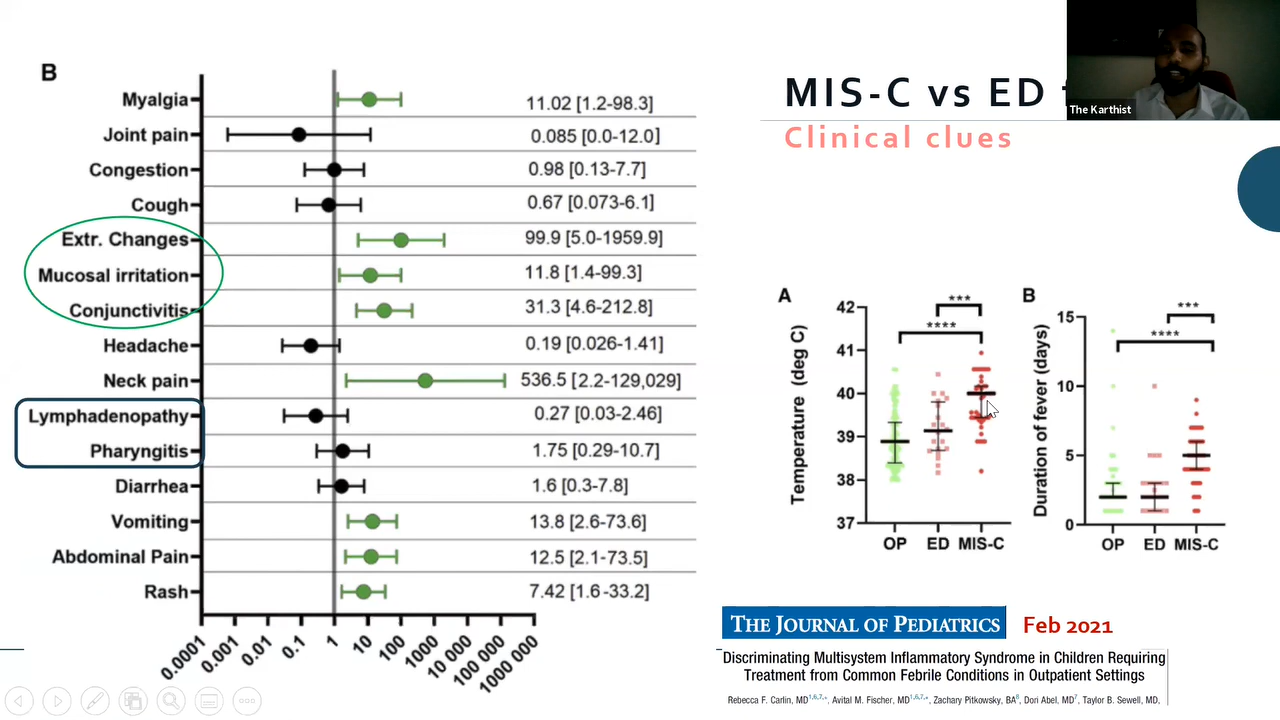 B
Myalgia 11.02 [1.2-98.3]
Joint pain 0.085 [0.0-12.0]
Congestion 0.98 [0.13-7.7]
Cough 0.67 [0.073-6.1]
Extr. Changes 99.9 [5.0-1959.9]
Mucosal irritation 11.8 [1.4-99.3]
Conjunctivitis 31.3 [4.6-212.8]
Headache 0.19 [0.026-1.41]
Neck pain 536.5 [2.2-129,029]
Lymphadenopathy 0.27 [0.03-2.46]
Pharyngitis 1.75 [0.29-10.7]
Diarrhea 1.6 [0.3-7.8]
Vomiting 13.8 [2.6-73.6]
Abdominal Pain 12.5 [2.1-73.5]
Rash 7.42 [1.6-33.2]
0.0001 0.001 0.01 0.1 1 10 100 1000 10 000 100 000 1000 000
MIS-C vs ED
The Karthist
Clinical clues
A
Temperature (deg C)
42
41
40
39
38
37
****
***
OP ED MIS-C
B
Duration of fever (days)
15
10
5
0
****
***
OP ED MIS-C
THE JOURNAL OF PEDIATRICS Feb 2021
Discriminating Multisystem Inflammatory Syndrome in Children Requiring
Treatment from Common Febrile Conditions in Outpatient Settings
Rebecca F. Carlin, MD1,6,7,*, Avital M. Fischer, MD1,6,7,*, Zachary Pitkowsky, BA8, Dori Abel, MD7, Taylor B. Sewell, MD,